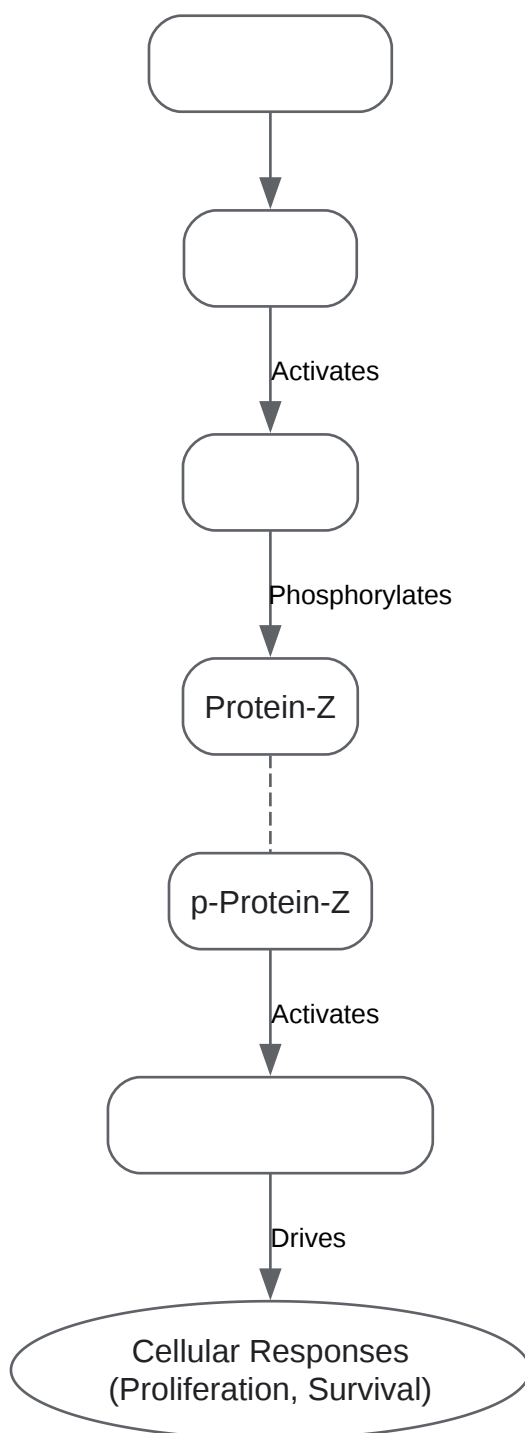 Activates
Phosphorylates
Protein-Z
p-Protein-Z
Activates
Drives
Cellular Responses
(Proliferation, Survival)